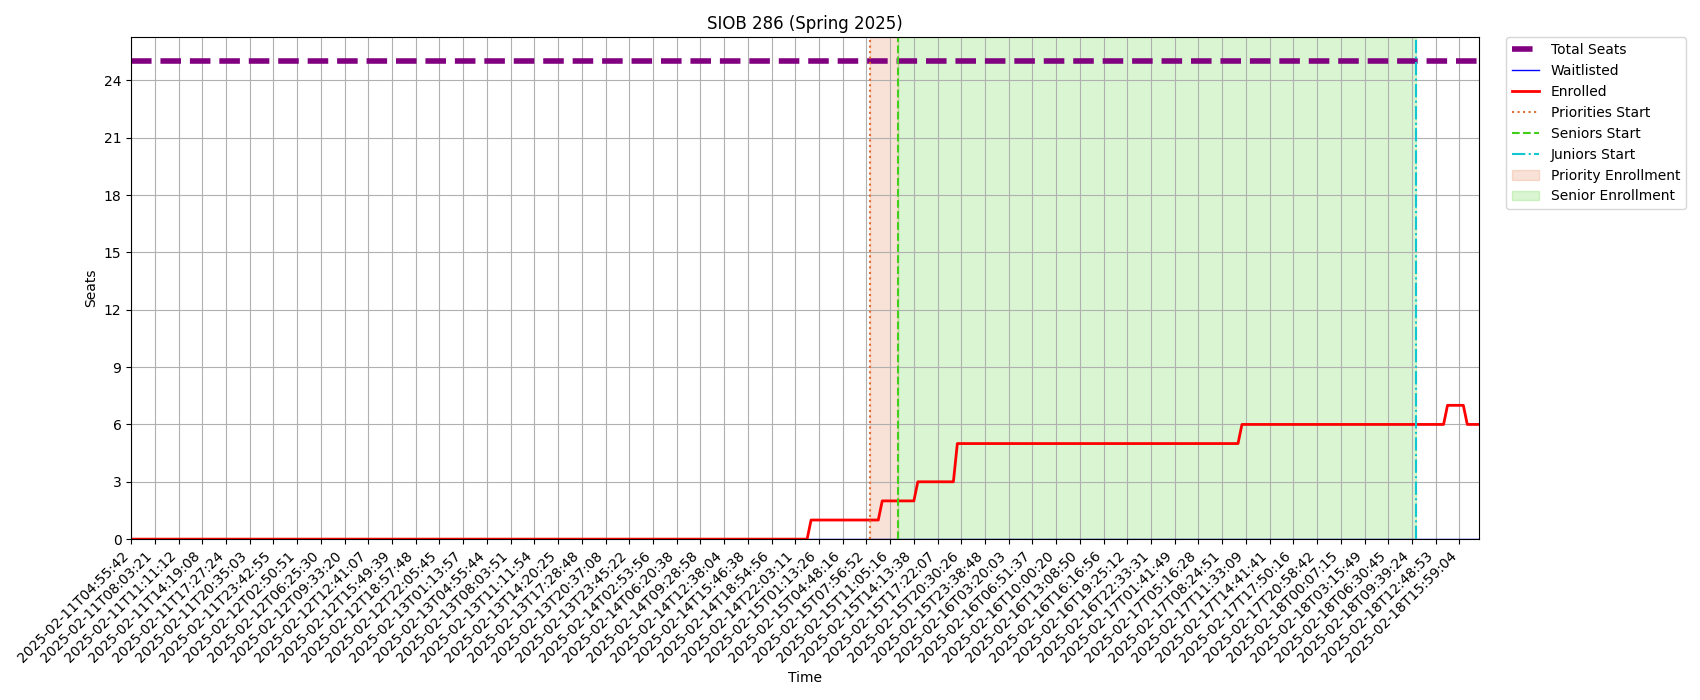 SIOB 286 (Spring 2025)
Total Seats
Waitlisted
Enrolled
Priorities Start
Seniors Start
Juniors Start
Priority Enrollment
Senior Enrollment
Seats
24
21
18
15
12
9
6
3
0
2025-02-11T04:55:42
2025-02-11T08:03:21
2025-02-11T11:11:12
2025-02-11T14:19:08
2025-02-11T17:27:24
2025-02-11T20:35:03
2025-02-11T23:42:55
2025-02-12T02:50:51
2025-02-12T06:25:30
2025-02-12T09:33:20
2025-02-12T12:41:07
2025-02-12T15:49:39
2025-02-12T18:57:48
2025-02-12T22:05:45
2025-02-13T01:13:57
2025-02-13T04:55:44
2025-02-13T08:03:51
2025-02-13T11:11:54
2025-02-13T14:20:25
2025-02-13T17:28:48
2025-02-13T20:37:08
2025-02-13T23:45:22
2025-02-14T02:53:56
2025-02-14T06:20:38
2025-02-14T09:28:58
2025-02-14T12:38:04
2025-02-14T15:46:38
2025-02-14T18:54:56
2025-02-14T22:03:11
2025-02-15T01:13:26
2025-02-15T04:48:16
2025-02-15T07:56:52
2025-02-15T11:05:16
2025-02-15T14:13:38
2025-02-15T17:22:07
2025-02-15T20:30:26
2025-02-15T23:38:48
2025-02-16T03:20:03
2025-02-16T06:51:37
2025-02-16T10:00:20
2025-02-16T13:08:50
2025-02-16T16:16:56
2025-02-16T19:25:12
2025-02-16T22:33:31
2025-02-17T01:41:49
2025-02-17T05:16:28
2025-02-17T08:24:51
2025-02-17T11:33:09
2025-02-17T14:41:41
2025-02-17T17:50:16
2025-02-17T20:58:42
2025-02-18T00:07:15
2025-02-18T03:15:49
2025-02-18T06:30:45
2025-02-18T09:39:24
2025-02-18T12:48:53
2025-02-18T15:59:04
Time